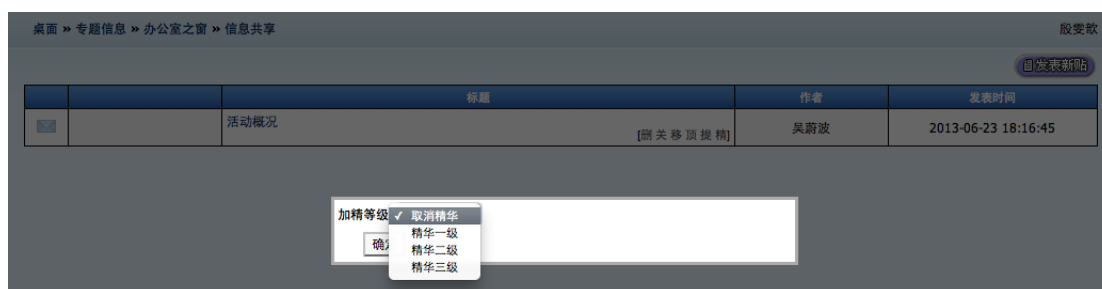 桌面 » 专题信息 » 办公室之窗 » 信息共享
殷雯歆
发表新贴
标题 作者 发表时间
活动概况 [删 关 移 顶 提 精] 吴蔚波 2013-06-23 18:16:45
加精等级 ✓ 取消精华
精华一级
确 精华二级
精华三级